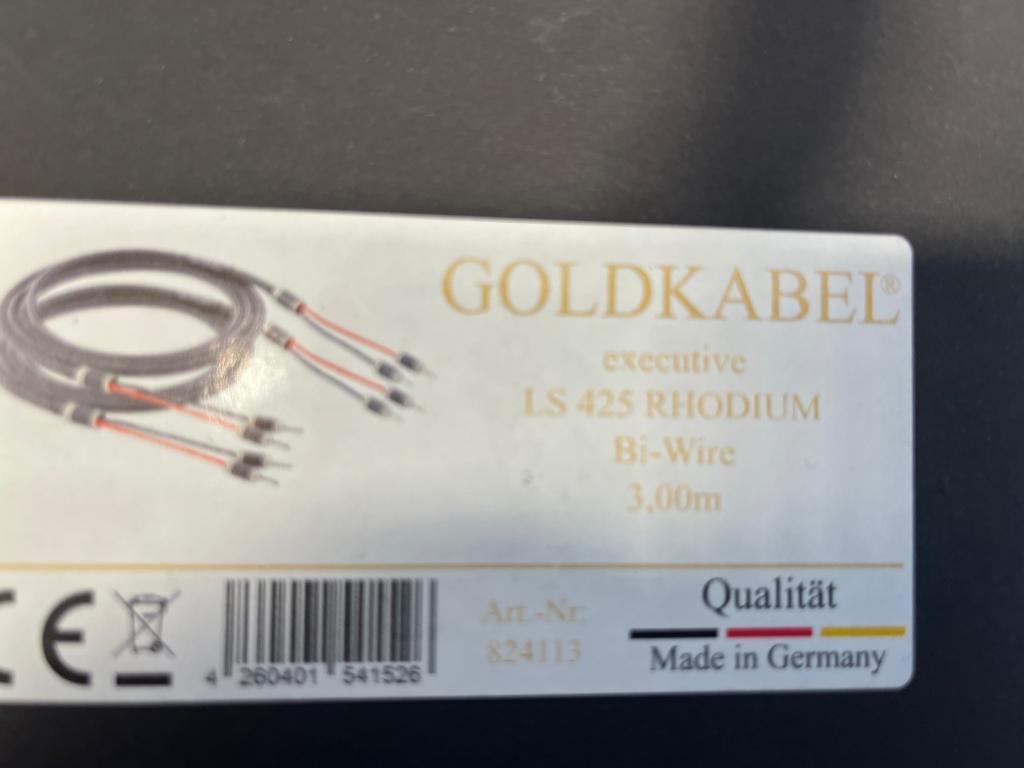 GOLDKABEL®
executive
LS 425 RHODIUM
Bi-Wire
3,00m
CE
4 260401 541526
Art.-Nr.
824113
Qualität
Made in Germany